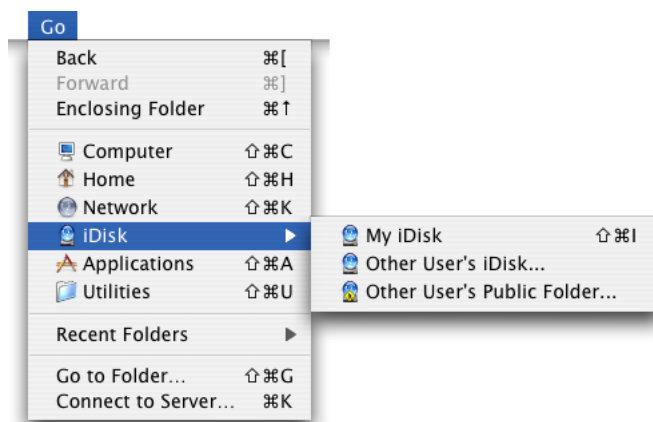 Go
Back ⌘[
Forward ⌘]
Enclosing Folder ⌘↑
Computer ⇧⌘C
Home ⇧⌘H
Network ⇧⌘K
iDisk ▶
My iDisk ⇧⌘I
Other User's iDisk...
Other User's Public Folder...
Applications ⇧⌘A
Utilities ⇧⌘U
Recent Folders ▶
Go to Folder... ⇧⌘G
Connect to Server... ⌘K